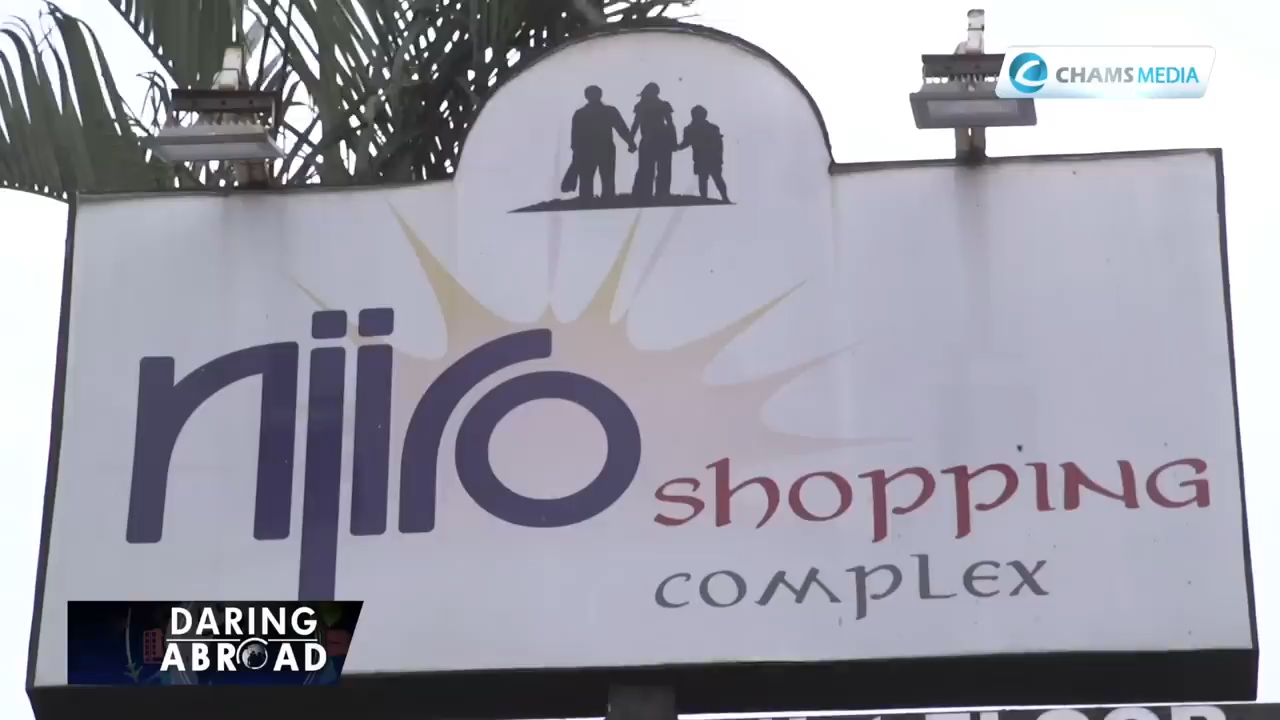 CHAMS MEDIA
njiro
shopping
complex
DARING
ABROAD